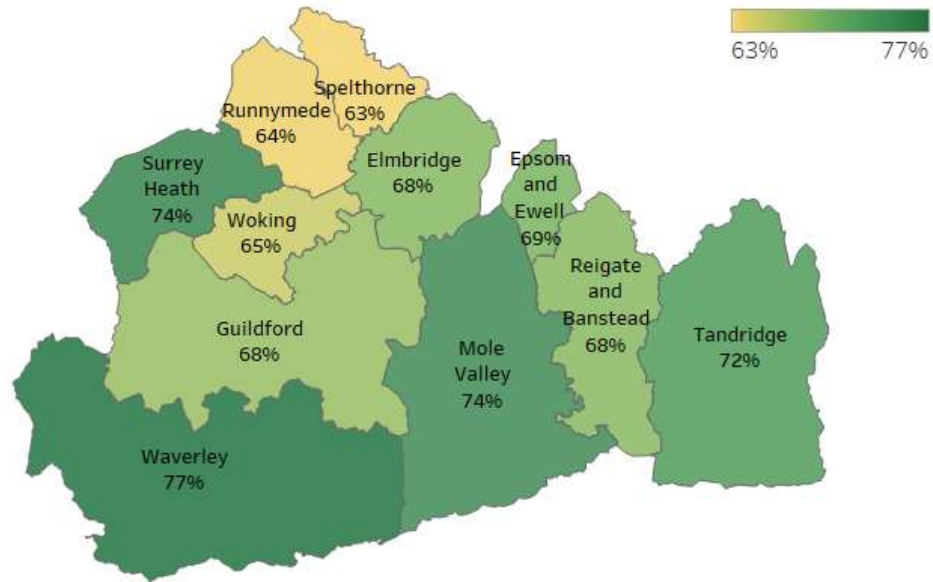 63%
77%
Spelthorne
63%
Runnymede
64%
Elmbridge
68%
Epsom
and
Ewell
69%
Surrey
Heath
74%
Woking
65%
Reigate
and
Banstead
68%
Guildford
68%
Mole
Valley
74%
Tandridge
72%
Waverley
77%